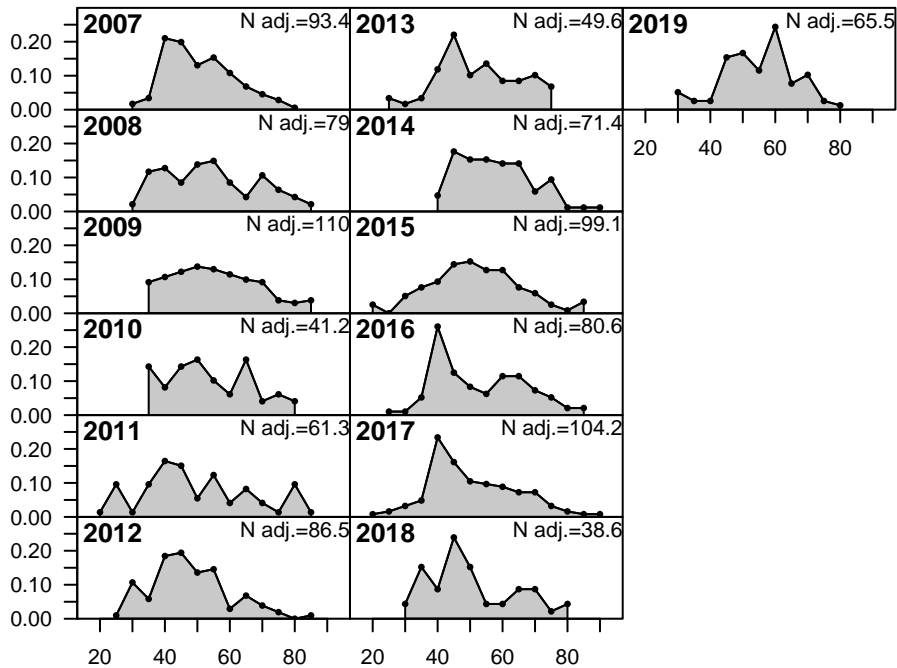 2007 N adj.=93.4
2013 N adj.=49.6
2019 N adj.=65.5
0.20
0.10
0.00
2008 N adj.=79
2014 N adj.=71.4
20 40 60 80
0.20
0.10
0.00
2009 N adj.=110
2015 N adj.=99.1
0.20
0.10
0.00
2010 N adj.=41.2
2016 N adj.=80.6
0.20
0.10
0.00
2011 N adj.=61.3
2017 N adj.=104.2
0.20
0.10
0.00
2012 N adj.=86.5
2018 N adj.=38.6
0.20
0.10
0.00
20 40 60 80
20 40 60 80